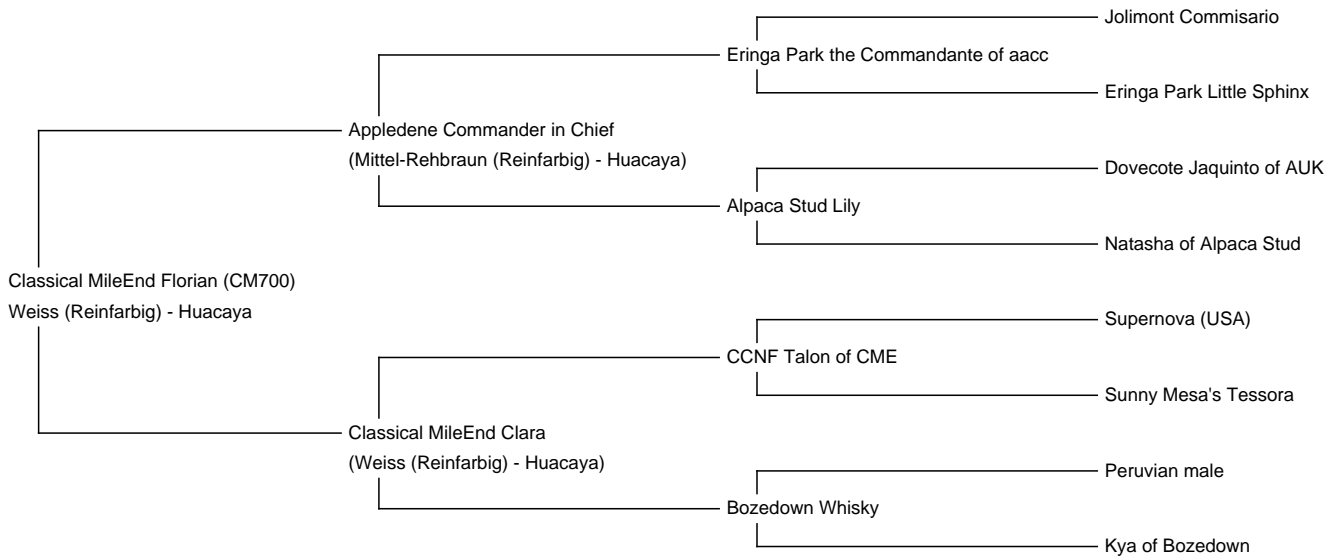 Jolimont Commisario
Eringa Park the Commandante of aacc
Eringa Park Little Sphinx
Appledene Commander in Chief
(Mittel-Rehbraun (Reinfarbig) - Huacaya)
Dovecote Jaquinto of AUK
Alpaca Stud Lily
Natasha of Alpaca Stud
Classical MileEnd Florian (CM700)
Weiss (Reinfarbig) - Huacaya
Supernova (USA)
CCNF Talon of CME
Sunny Mesa's Tessora
Classical MileEnd Clara
(Weiss (Reinfarbig) - Huacaya)
Peruvian male
Bozedown Whisky
Kya of Bozedown